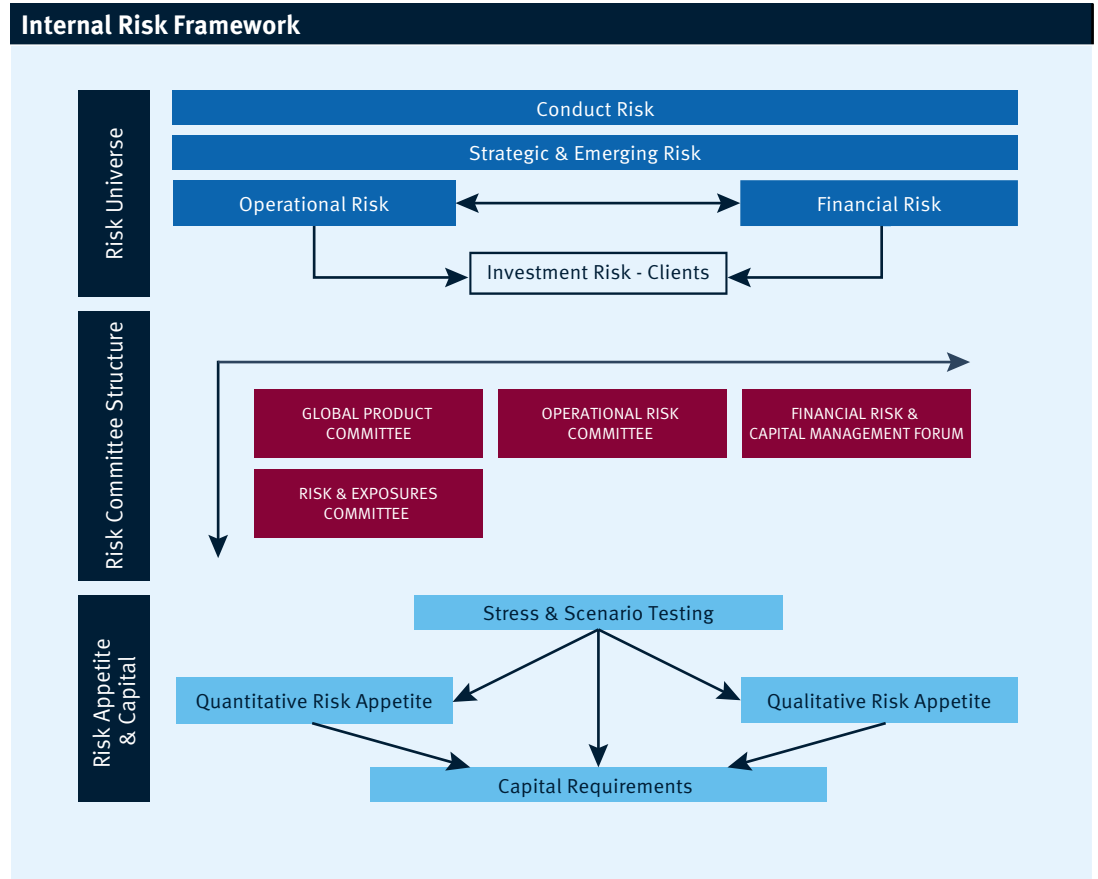 Internal Risk Framework
Risk Universe
Conduct Risk
Strategic & Emerging Risk
Operational Risk
Financial Risk
Investment Risk - Clients
Risk Committee Structure
GLOBAL PRODUCT
COMMITTEE
OPERATIONAL RISK
COMMITTEE
FINANCIAL RISK &
CAPITAL MANAGEMENT FORUM
RISK & EXPOSURES
COMMITTEE
Risk Appetite
& Capital
Stress & Scenario Testing
Quantitative Risk Appetite
Qualitative Risk Appetite
Capital Requirements